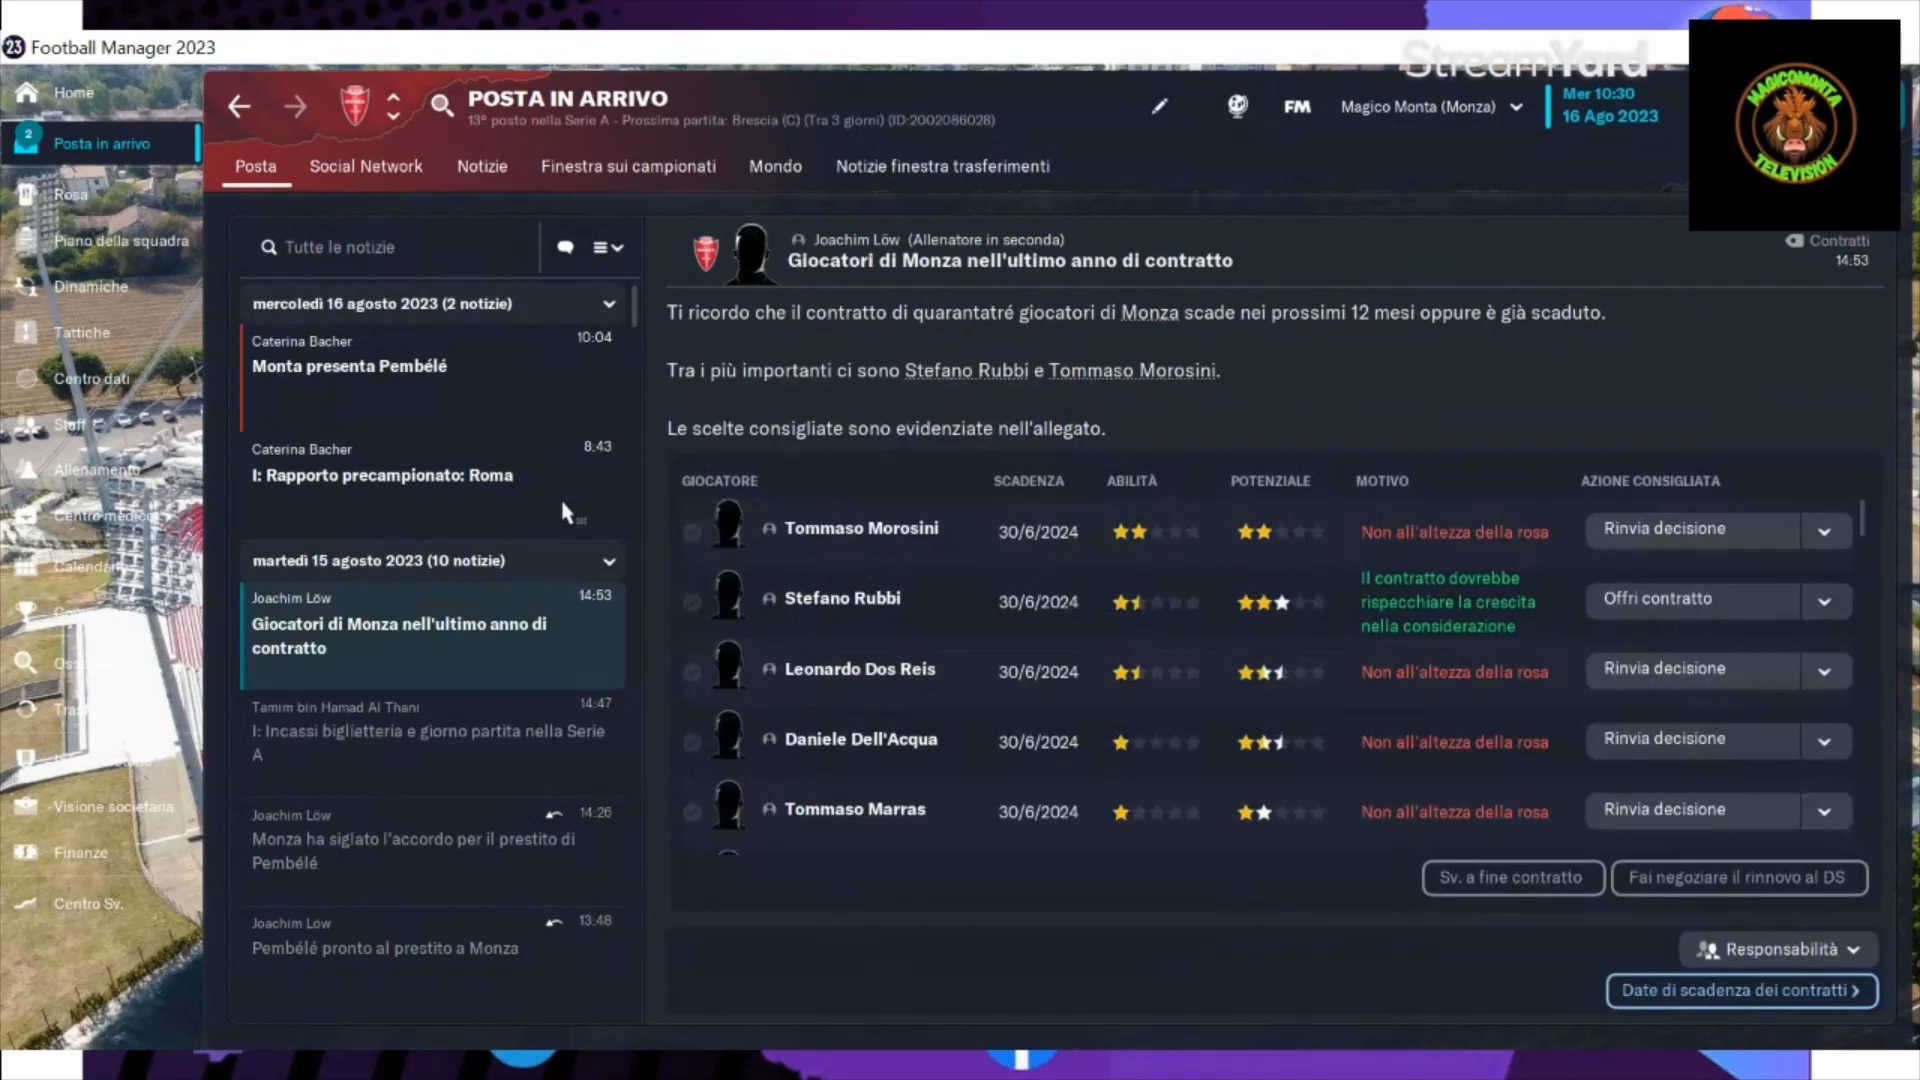 StreamYard
23 Football Manager 2023
MAGICOMONTA
TELEVISION
Home
2
Posta in arrivo
Rosa
Piano della squadra
Dinamiche
Tattiche
Centro dati
Staff
Allenamento
Centro medico
Calendario
Visione societaria
Finanze
Centro Sv.
POSTA IN ARRIVO
13° posto nella Serie A - Prossima partita: Brescia (C) (Tra 3 giorni) (ID:2002086028)
FM
Magico Monta (Monza)
Mer 10:30
16 Ago 2023
Posta Social Network Notizie Finestra sui campionati Mondo Notizie finestra trasferimenti
Tutte le notizie
mercoledì 16 agosto 2023 (2 notizie)
Caterina Bacher 10:04
Monta presenta Pembélé
Caterina Bacher 8:43
I: Rapporto precampionato: Roma
martedì 15 agosto 2023 (10 notizie)
Joachim Löw 14:53
Giocatori di Monza nell'ultimo anno di
contratto
Tamim bin Hamad Al Thani 14:47
I: Incassi biglietteria e giorno partita nella Serie
A
Joachim Löw 14:26
Monza ha siglato l'accordo per il prestito di
Pembélé
Joachim Löw 13:48
Pembélé pronto al prestito a Monza
Joachim Löw (Allenatore in seconda)
Giocatori di Monza nell'ultimo anno di contratto
Contratti
14:53
Ti ricordo che il contratto di quarantatré giocatori di Monza scade nei prossimi 12 mesi oppure è già scaduto.
Tra i più importanti ci sono Stefano Rubbi e Tommaso Morosini.
Le scelte consigliate sono evidenziate nell'allegato.
GIOCATORE SCADENZA ABILITÀ POTENZIALE MOTIVO AZIONE CONSIGLIATA
Tommaso Morosini 30/6/2024 Non all'altezza della rosa Rinvia decisione
Stefano Rubbi 30/6/2024 Il contratto dovrebbe
rispecchiare la crescita
nella considerazione
Offri contratto
Leonardo Dos Reis 30/6/2024 Non all'altezza della rosa Rinvia decisione
Daniele Dell'Acqua 30/6/2024 Non all'altezza della rosa Rinvia decisione
Tommaso Marras 30/6/2024 Non all'altezza della rosa Rinvia decisione
Sv. a fine contratto Fai negoziare il rinnovo al DS
Responsabilità
Date di scadenza dei contratti